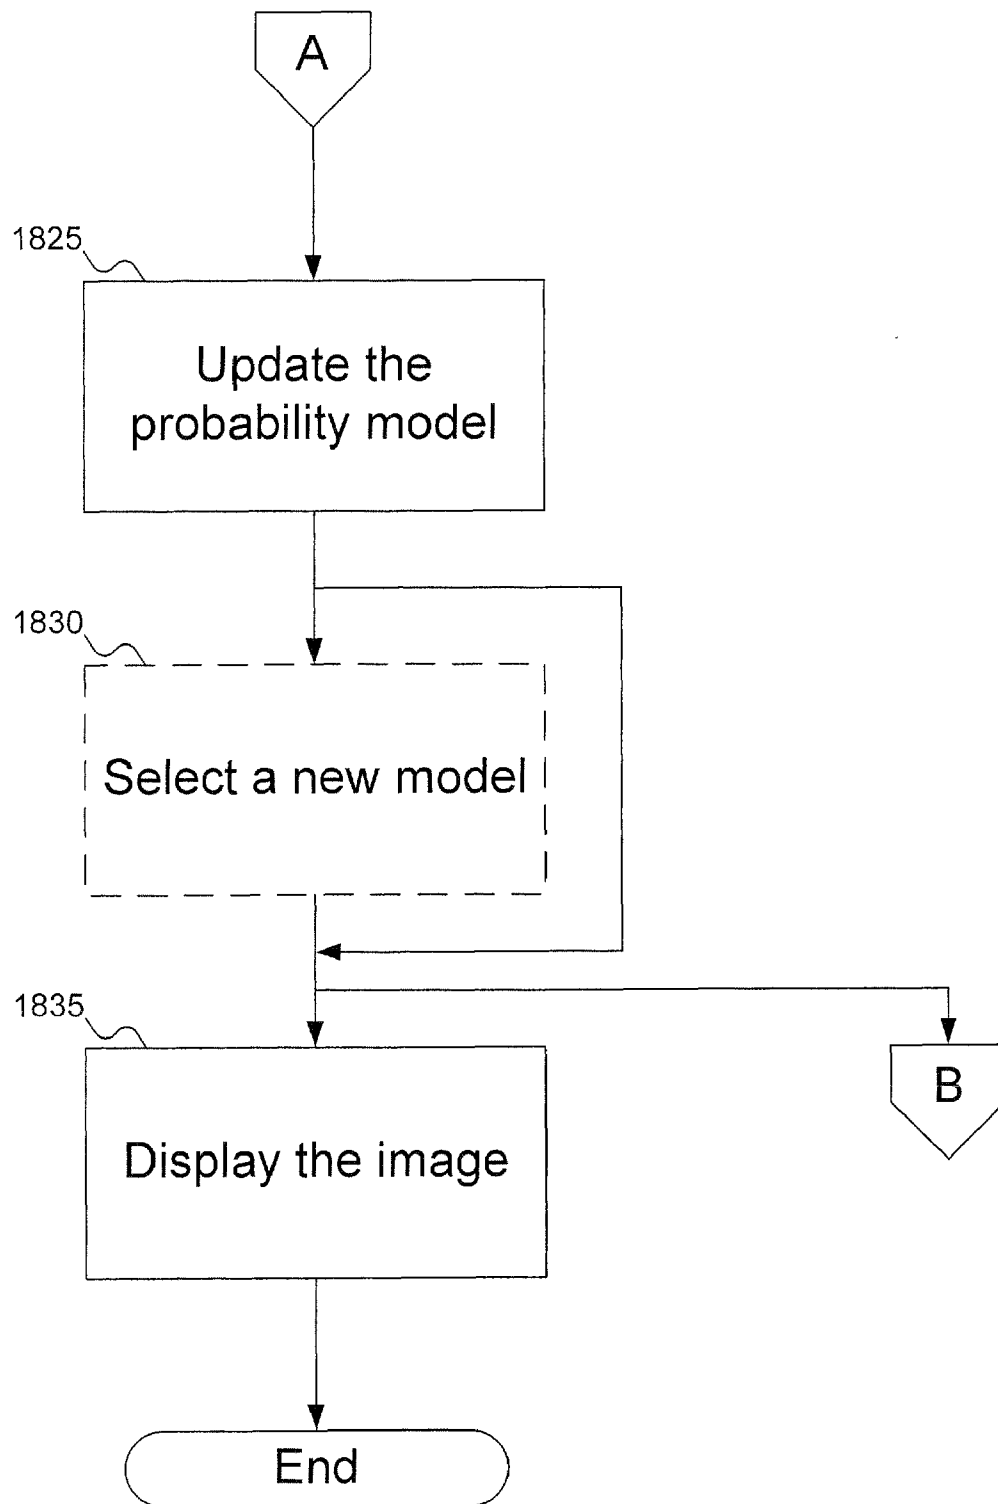 A
1825
Update the
probability model
1830
Select a new model
1835
B
Display the image
End